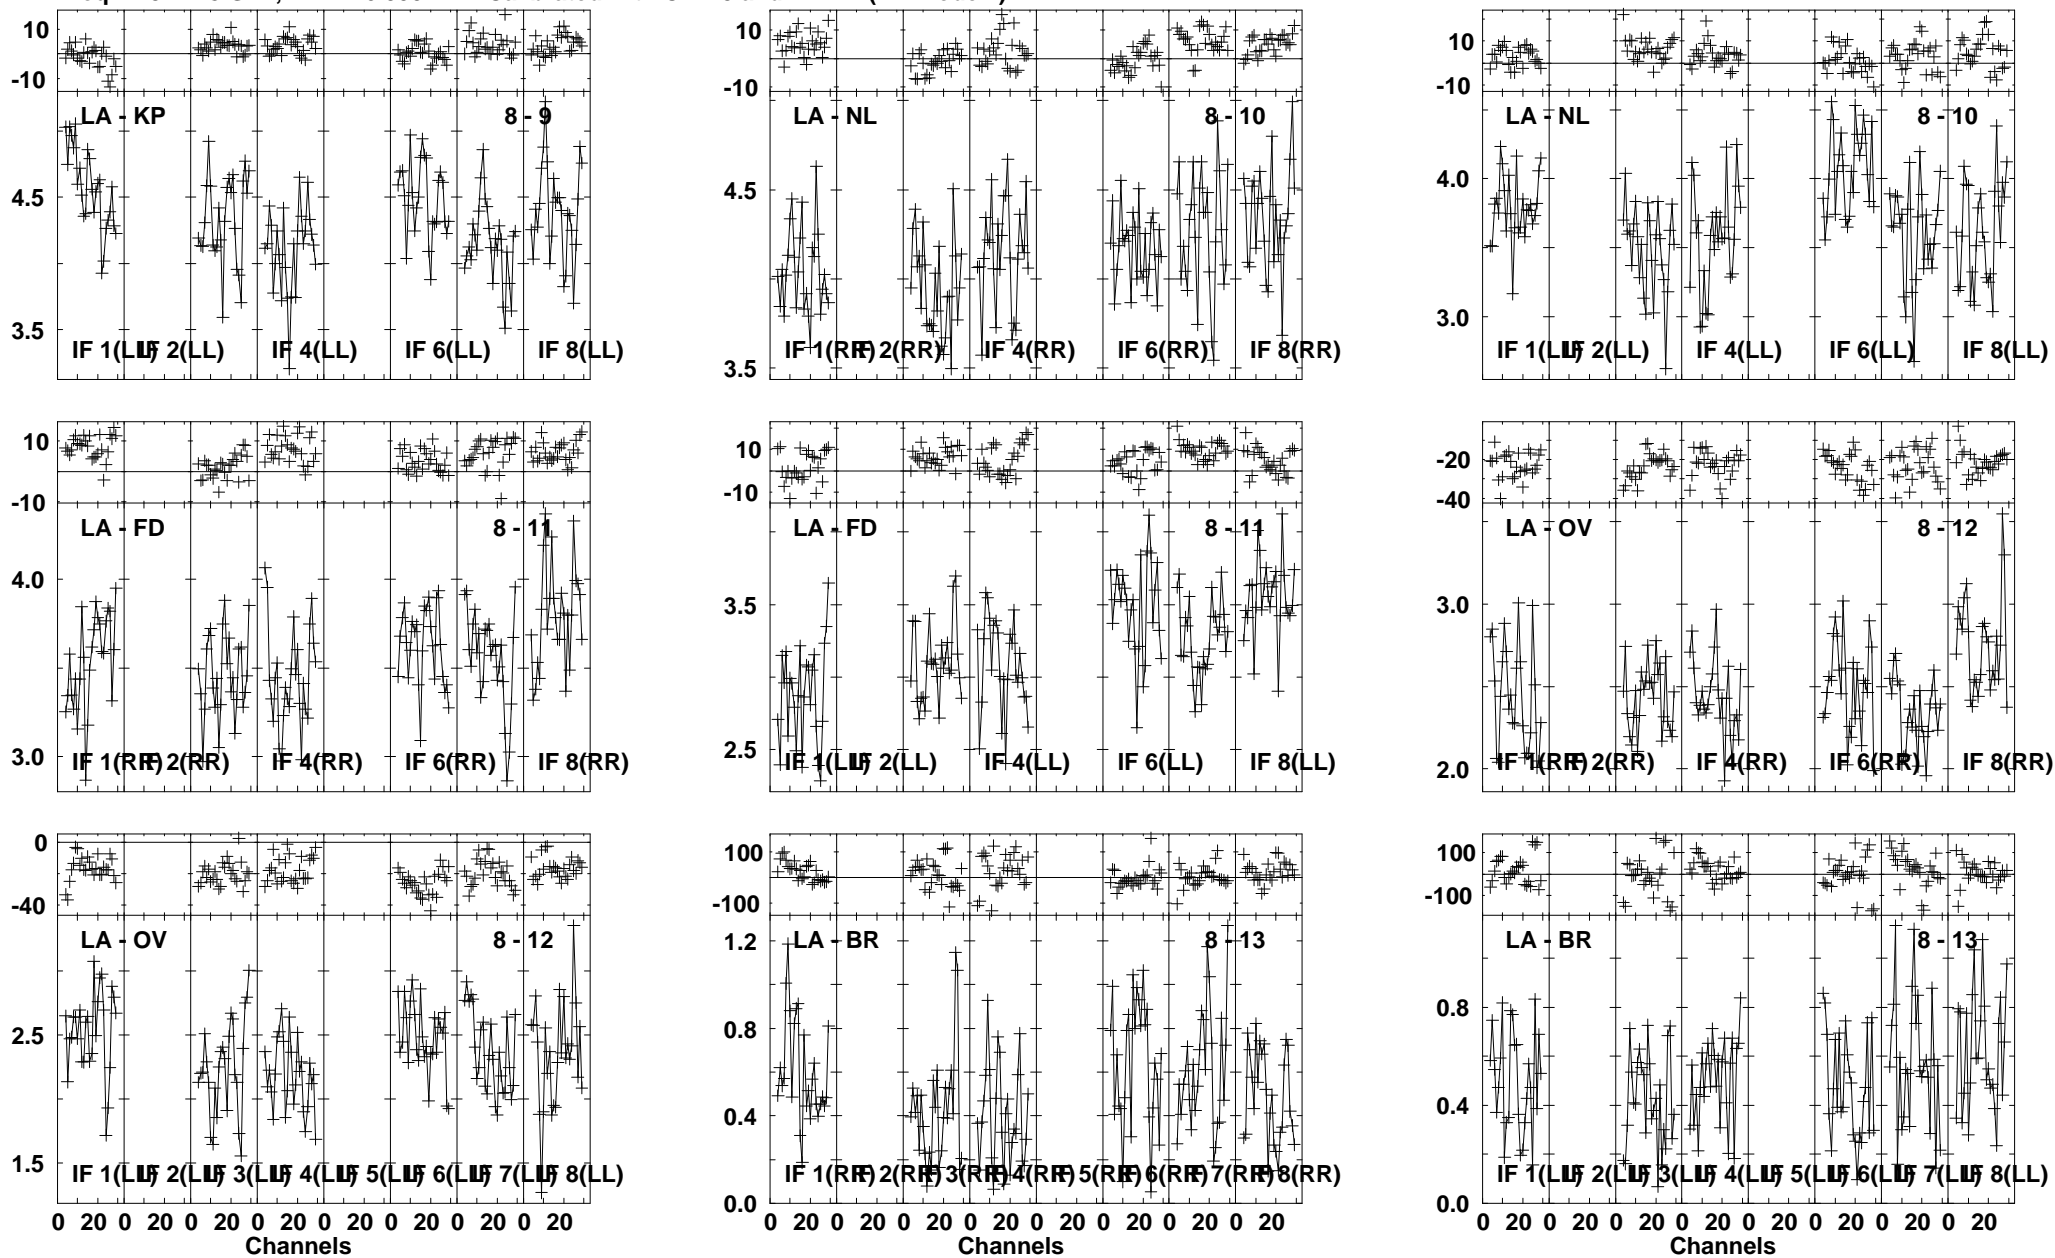 10 10 10
-10 -10 -10
LA - KP 8 - 9 LA - NL 8 - 10 LA - NL 8 - 10
4.5 4.5 4.0
3.5 3.5 3.0
IF 1(LL) IF 2(LL) IF 4(LL) IF 6(LL) IF 8(LL) IF 1(RR) IF 2(RR) IF 4(RR) IF 6(RR) IF 8(RR) IF 1(LL) IF 2(LL) IF 4(LL) IF 6(LL) IF 8(LL)
10 10 -20
-10 -10 -40
LA - FD 8 - 11 LA - FD 8 - 11 LA - OV 8 - 12
4.0 3.5 3.0
3.0 2.5 2.0
IF 1(RR) IF 2(RR) IF 4(RR) IF 6(RR) IF 8(RR) IF 1(LL) IF 2(LL) IF 4(LL) IF 6(LL) IF 8(LL) IF 1(RR) IF 2(RR) IF 4(RR) IF 6(RR) IF 8(RR)
0 100 100
-40 -100 -100
LA - OV 8 - 12 LA - BR 8 - 13 LA - BR 8 - 13
2.5 1.2 0.8
1.5 0.8 0.4
0.4
0.0 0.0
IF 1(LL) IF 2(LL) IF 3(LL) IF 4(LL) IF 5(LL) IF 6(LL) IF 7(LL) IF 8(LL) IF 1(RR) IF 2(RR) IF 3(RR) IF 4(RR) IF 5(RR) IF 6(RR) IF 7(RR) IF 8(RR) IF 1(LL) IF 2(LL) IF 3(LL) IF 4(LL) IF 5(LL) IF 6(LL) IF 7(LL) IF 8(LL)
0 20 0 20 0 20 0 20 0 20 0 20 0 20 0 20 0 20 0 20 0 20 0 20 0 20 0 20 0 20 0 20 0 20 0 20 0 20 0 20 0 20 0 20 0 20 0 20
Channels Channels Channels